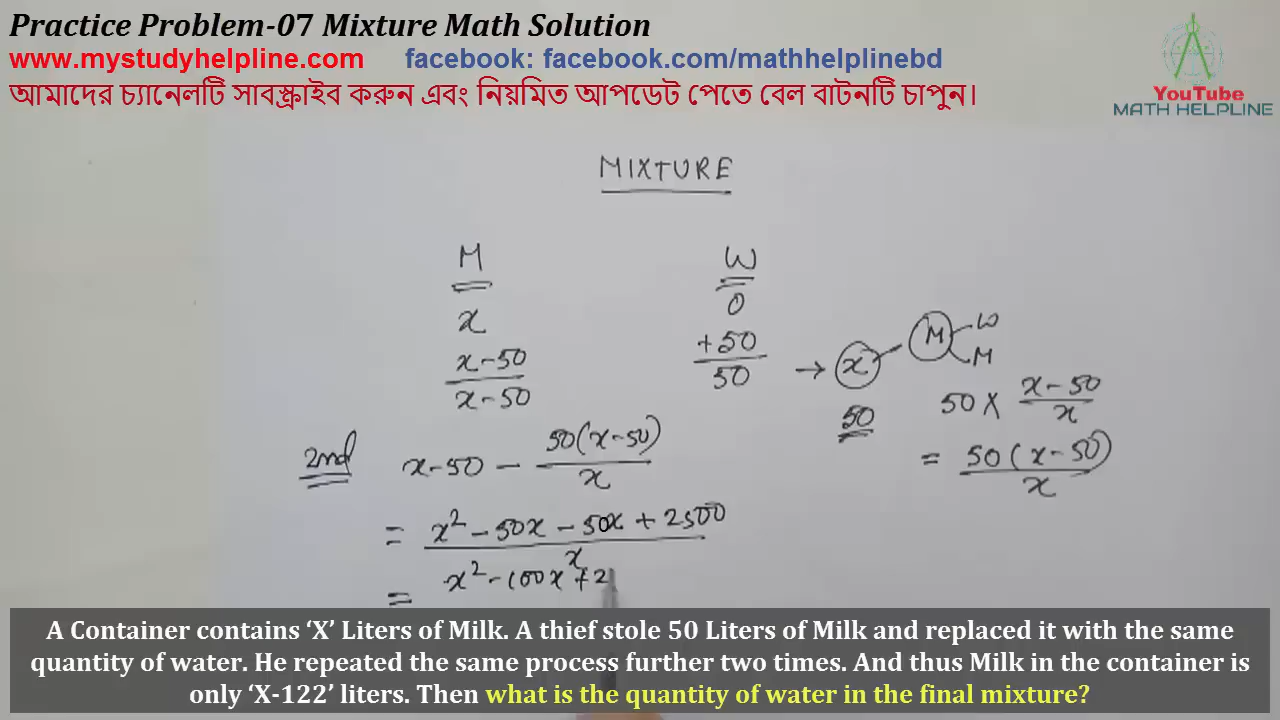 Practice Problem-07 Mixture Math Solution
www.mystudyhelpline.com facebook: facebook.com/mathhelplinebd
আমাদের চ্যানেলটি সাবস্ক্রাইব করুন এবং নিয়মিত আপডেট পেতে বেল বাটনটি চাপুন।
YouTube
MATH HELPLINE
MIXTURE
M W
x 0
x-50 +50
x-50 50 → x M W M
50 50 × (x-50)/x
= 50(x-50)/x
2nd x-50 - 50(x-50)/x
= (x² - 50x - 50x + 2500)/x
= x² - 100x + 2
A Container contains ‘X’ Liters of Milk. A thief stole 50 Liters of Milk and replaced it with the same
quantity of water. He repeated the same process further two times. And thus Milk in the container is
only ‘X-122’ liters. Then what is the quantity of water in the final mixture?